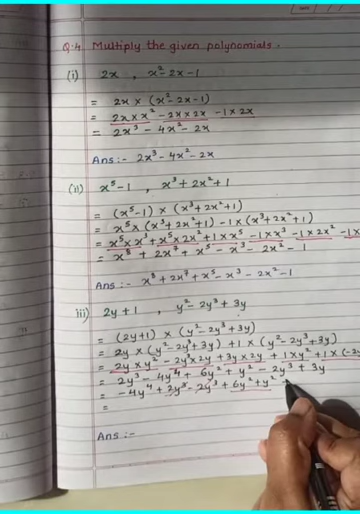 Q.4 Multiply the given polynomials.
(i) 2x , x²-2x-1
= 2x × (x²-2x-1)
= 2x × x² - 2x × 2x - 1 × 2x
= 2x³ - 4x² - 2x
Ans:- 2x³-4x²-2x
(ii) x⁵-1 , x³+2x²+1
= (x⁵-1) × (x³+2x²+1)
= x⁵ × (x³+2x²+1) - 1 × (x³+2x²+1)
= x⁵ × x³ + x⁵ × 2x² + 1 × x⁵ - 1 × x³ - 1 × 2x² - 1 ×
= x⁸ + 2x⁷ + x⁵ - x³ - 2x² - 1
Ans:- x⁸ + 2x⁷ + x⁵ - x³ - 2x² - 1
iii) 2y+1 , y²-2y³+3y
= (2y+1) × (y²-2y³+3y)
= 2y × (y²-2y³+3y) + 1 × (y²-2y³+3y)
= 2y × y² - 2y³ × 2y + 3y × 2y + 1 × y² + 1 × (-2y
= 2y³ - 4y⁴ + 6y² + y² - 2y³ + 3y
= -4y⁴ + 2y³ - 2y³ + 6y² + y²
=
Ans:-